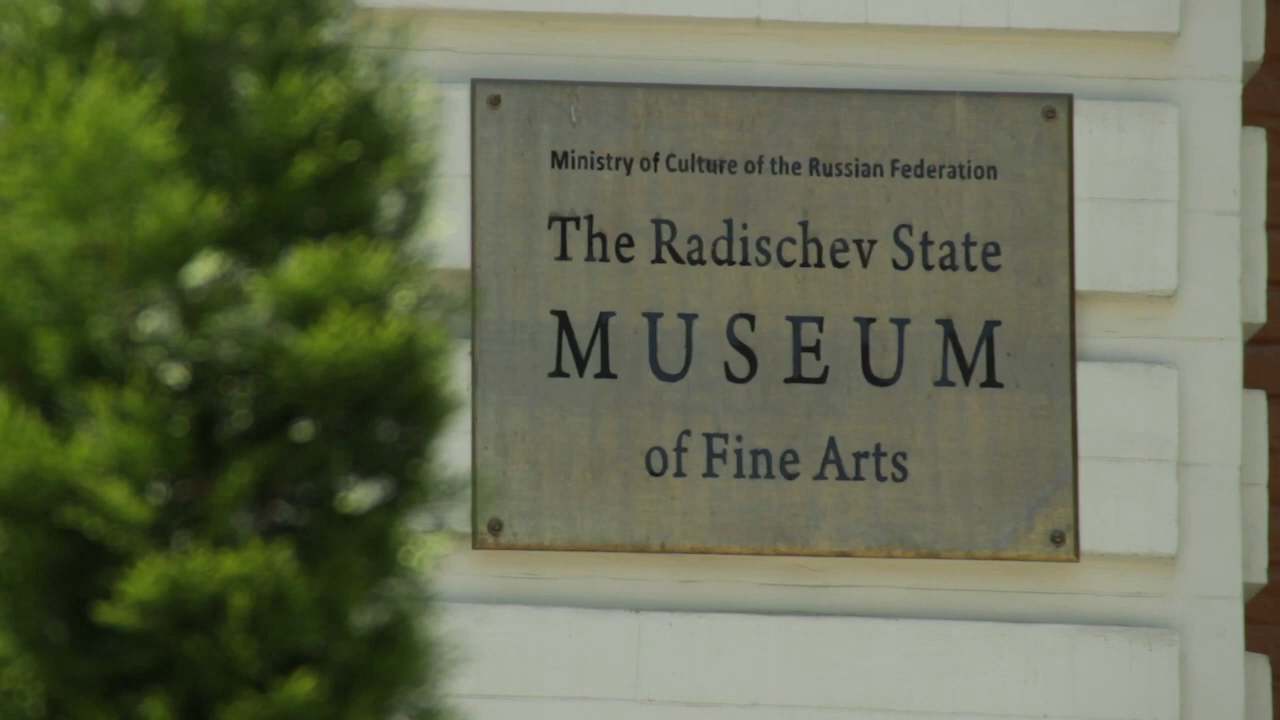 Ministry of Culture of the Russian Federation
The Radischev State
MUSEUM
of Fine Arts